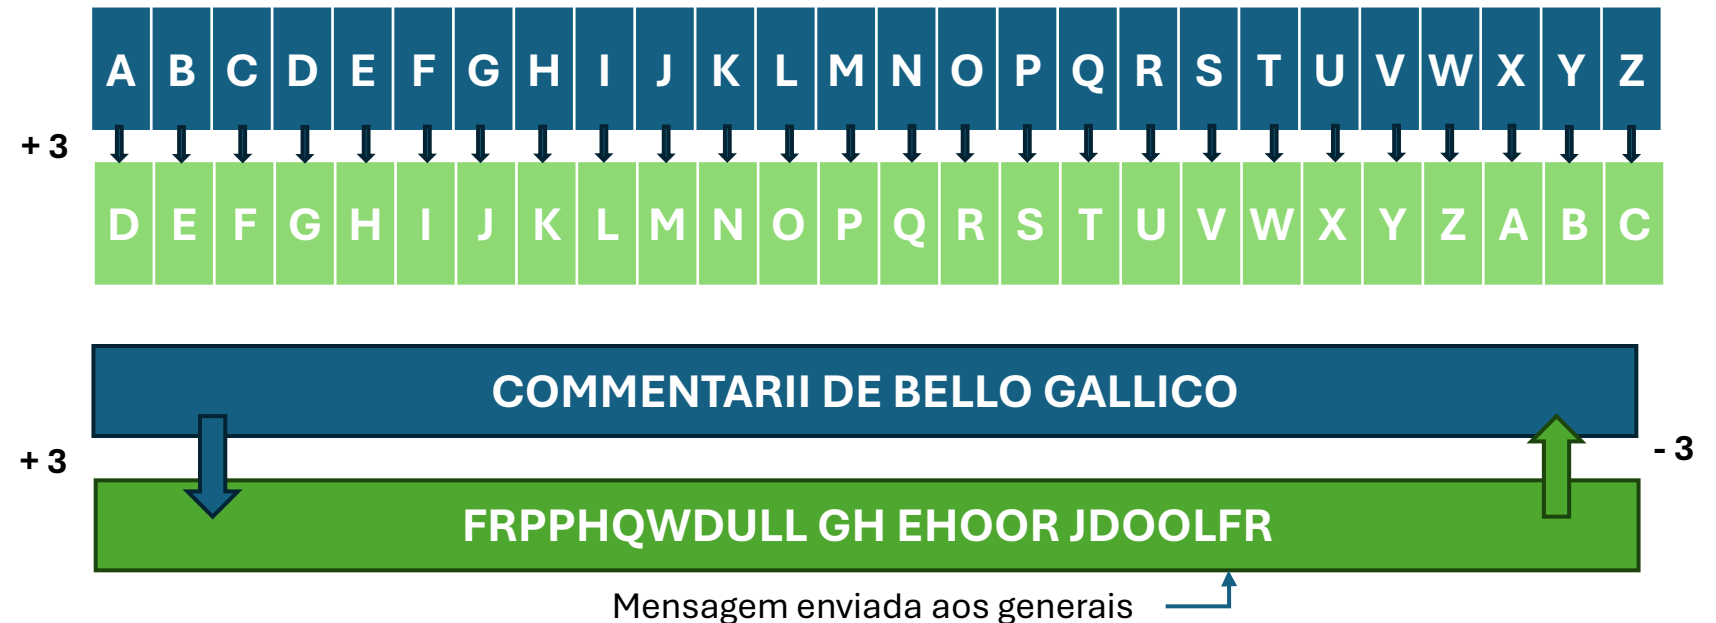 A B C D E F G H I J K L M N O P Q R S T U V W X Y Z
+ 3
D E F G H I J K L M N O P Q R S T U V W X Y Z A B C
COMMENTARII DE BELLO GALLICO
+ 3
- 3
FRPPHQWDULL GH EHOOR JDOOLFR
Mensagem enviada aos generais